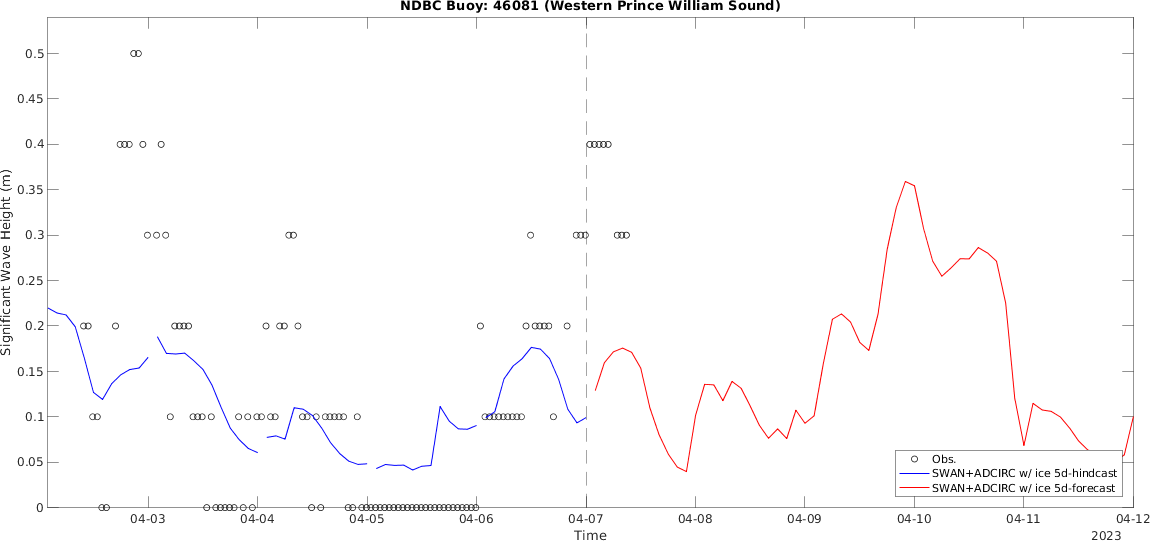 NDBC Buoy: 46081 (Western Prince William Sound)
Significant Wave Height (m)
0.5
0.45
0.4
0.35
0.3
0.25
0.2
0.15
0.1
0.05
0
04-03 04-04 04-05 04-06 04-07 04-08 04-09 04-10 04-11 04-12
Time
2023
Obs.
SWAN+ADCIRC w/ ice 5d-hindcast
SWAN+ADCIRC w/ ice 5d-forecast